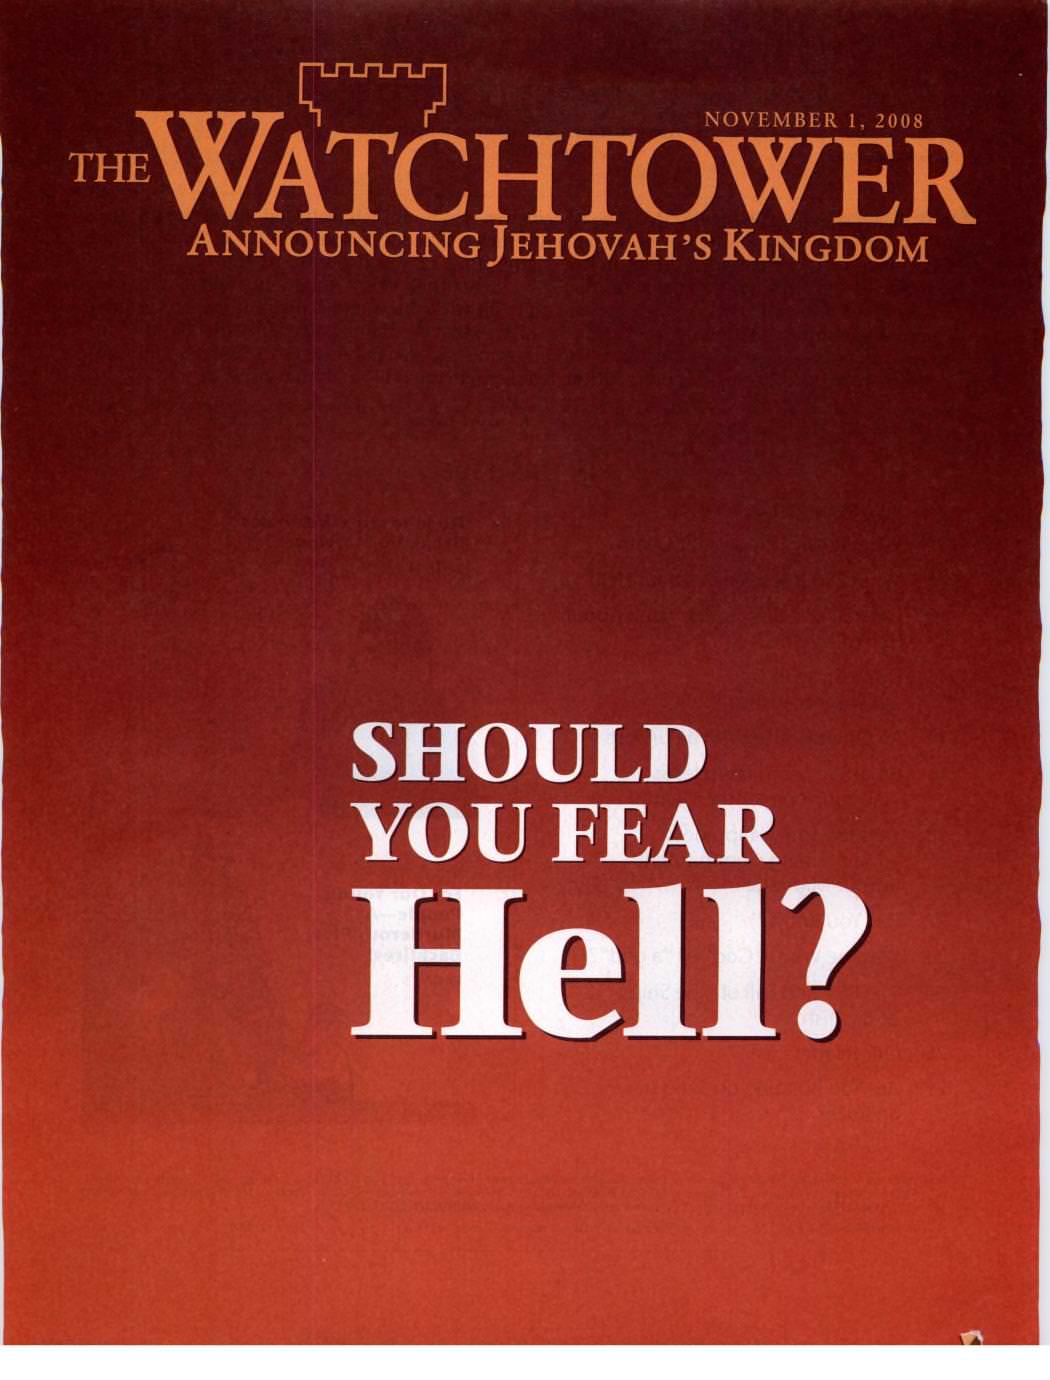 NOVEMBER 1, 2008
THE WATCHTOWER
ANNOUNCING JEHOVAH'S KINGDOM
SHOULD
YOU FEAR
Hell?